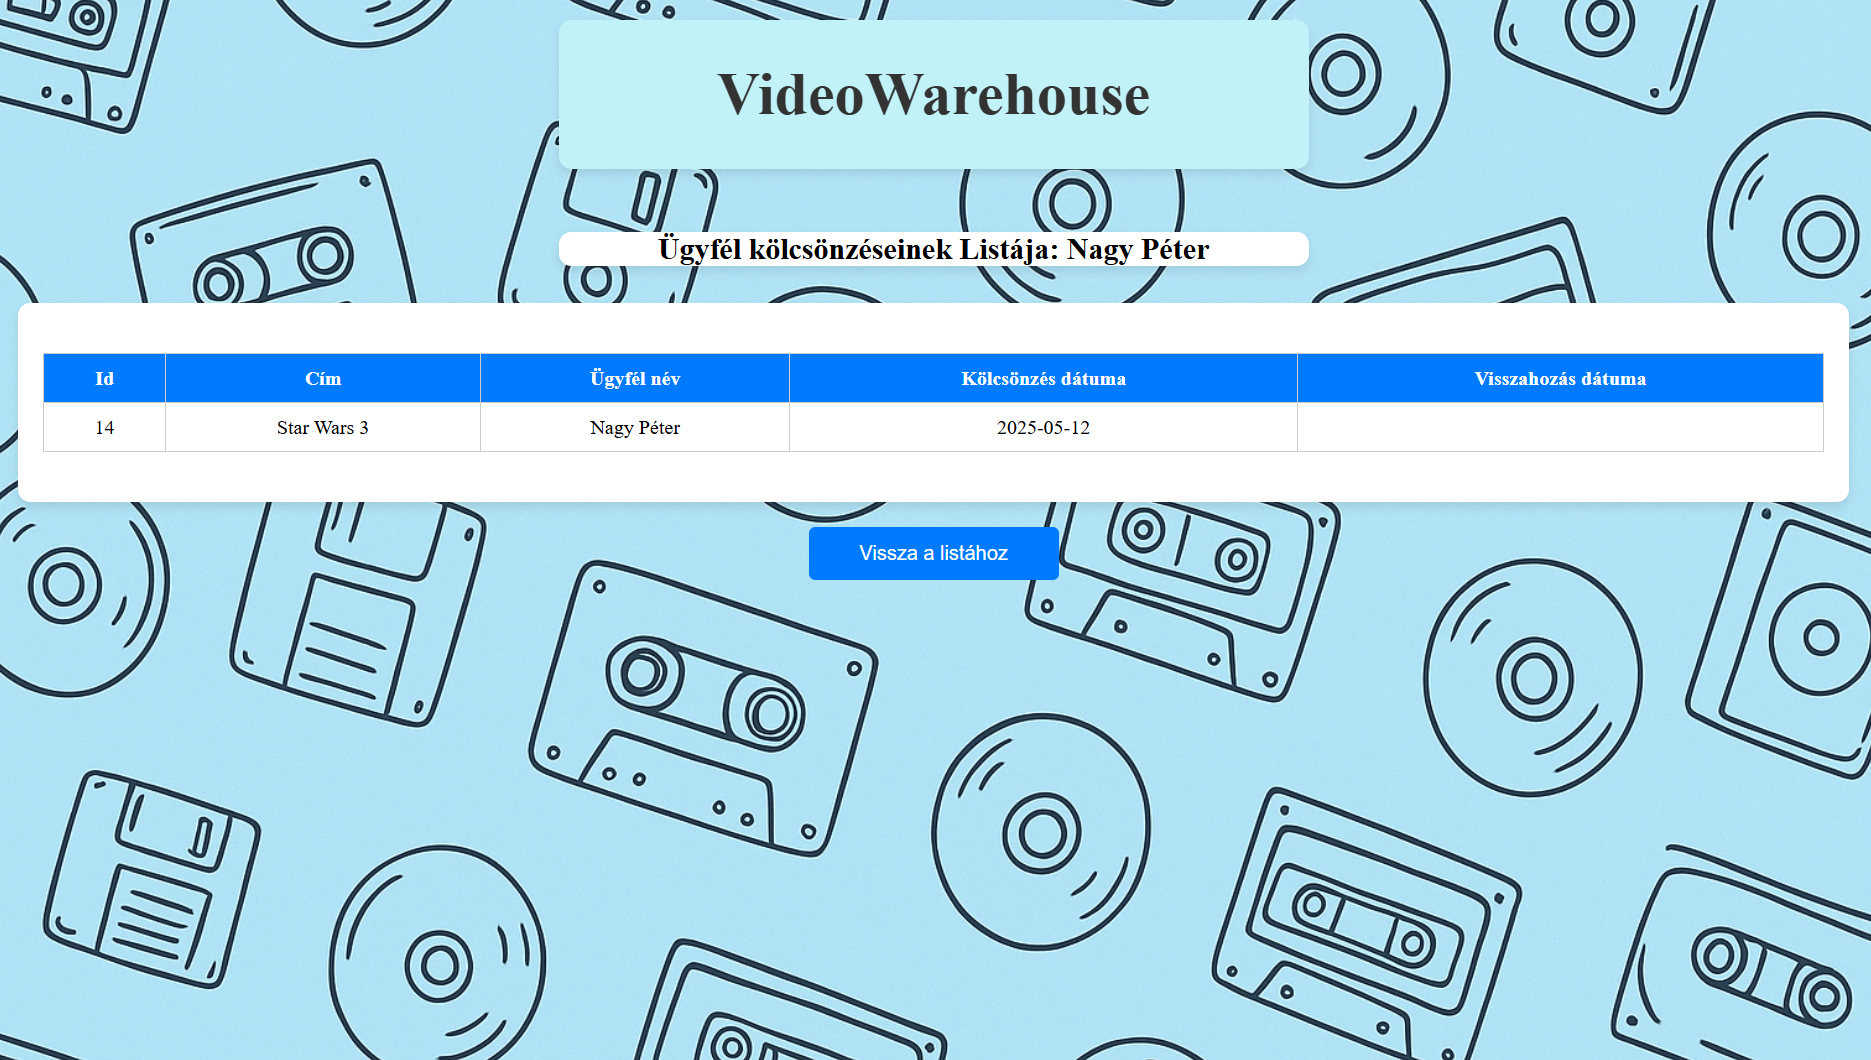 VideoWarehouse
Ügyfél kölcsönzéseinek Listája: Nagy Péter
Id Cím Ügyfél név Kölcsönzés dátuma Visszahozás dátuma
14 Star Wars 3 Nagy Péter 2025-05-12
Vissza a listához